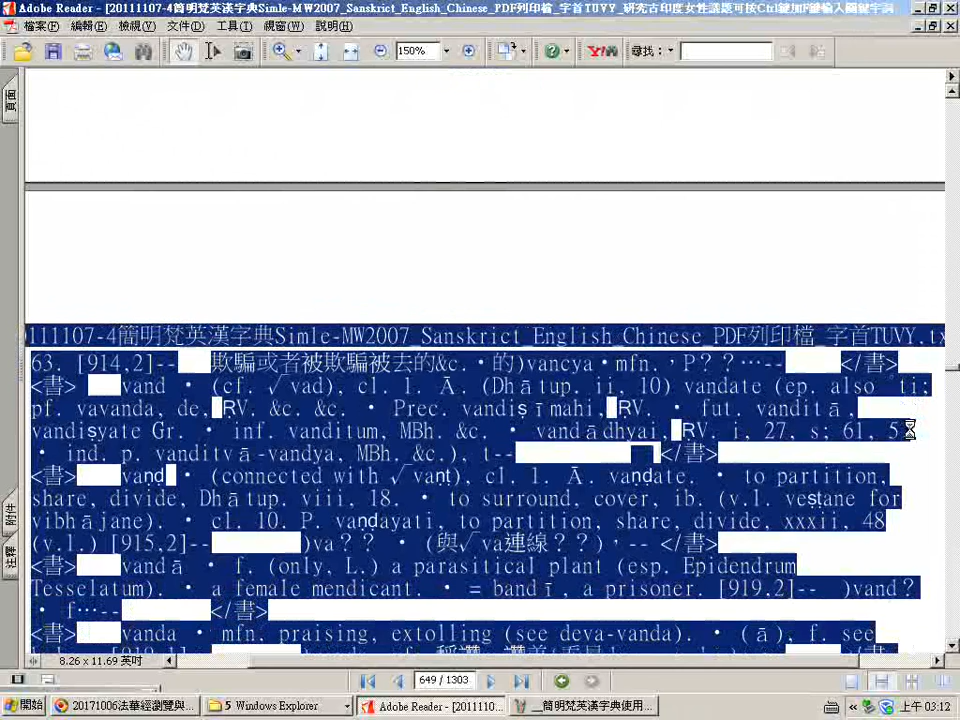 Adobe Reader - [20111107-4簡明梵英漢字典Simle-MW2007_Sanskrict_English_Chinese_PDF列印檔_字首TUVY_研究古印度女性議題可按Ctrl鍵加F鍵輸入關鍵字詞
檔案(F) 編輯(E) 檢視(V) 文件(D) 工具(T) 視窗(W) 說明(H)
150% 尋找:
頁面
附件
注釋
0111107-4簡明梵英漢字典Simle-MW2007_Sanskrict_English_Chinese_PDF列印檔_字首TUVY.tx
63. [914,2]-- 欺騙或者被欺騙被去的&c.‧的)vancya‧mfn.，P??…-- </書>
<書> vand ‧ (cf. √vad), cl. 1. Ā. (Dhātup. ii, 10) vandate (ep. also ˚ti;
pf. vavanda, de, RV. &c. &c. ‧ Prec. vandiṣīmahi, RV. ‧ fut. vanditā,
vandiṣyate Gr. ‧ inf. vanditum, MBh. &c. ‧ vandādhyai, ṚV. i, 27, s; 61, 5
‧ ind. p. vanditvā-vandya, MBh. &c.), t-- </書>
<書> vaṇḍ ‧ (connected with √vaṇṭ), cl. 1. Ā. vaṇḍate. ‧ to partition,
share, divide, Dhātup. viii, 18. ‧ to surround, cover, ib. (v.l. veṣṭane for
vibhājane). ‧ cl. 10. P. vaṇḍayati, to partition, share, divide, xxxii, 48
(v.l.) [915,2]-- )va?? ‧ (與√va連線??)，-- </書>
<書> vandā ‧ f. (only, L.) a parasitical plant (esp. Epidendrum
Tesselatum). ‧ a female mendicant. ‧ = bandī, a prisoner. [919,2]-- )vand?
‧ f…-- </書>
<書> vanda ‧ mfn. praising, extolling (see deva-vanda). ‧ (ā), f. see
8.26 x 11.69 英吋
649 / 1303
開始 20171006法華經瀏覽與... 5 Windows Explorer Adobe Reader - [2011110... __簡明梵英漢字典使用... 上午 03:12